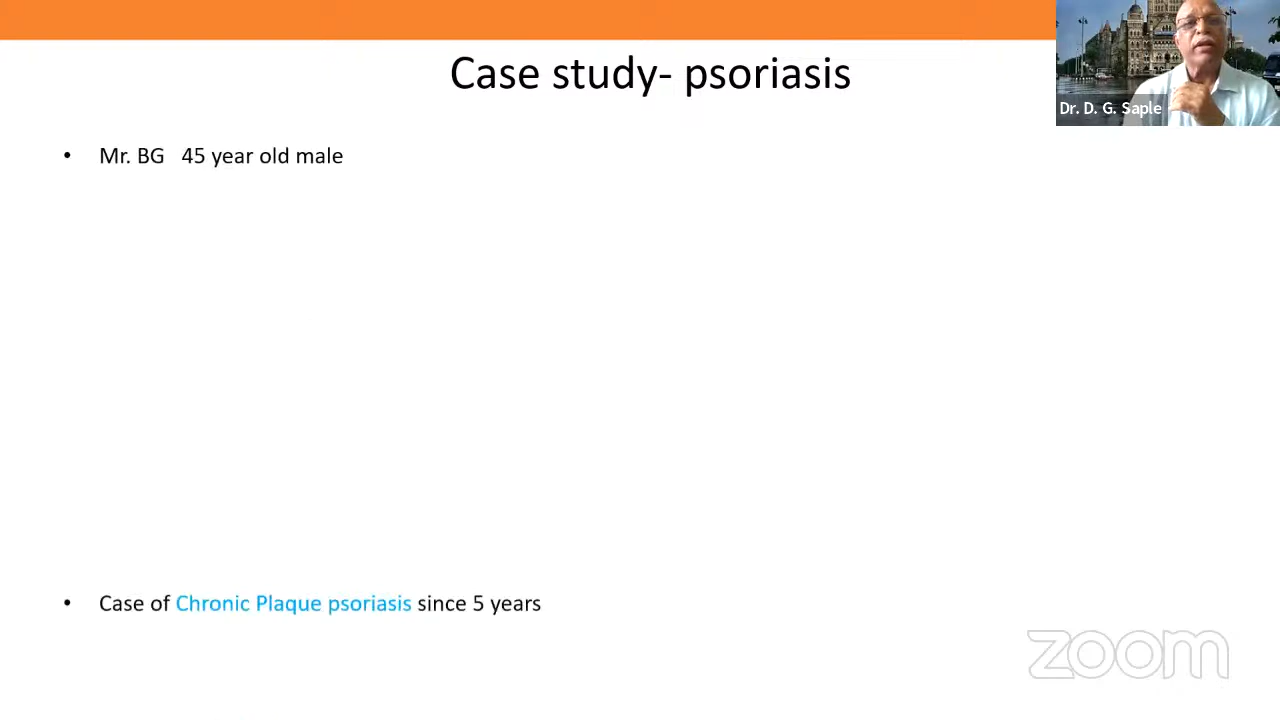 Case study- psoriasis
Dr. D. G. Saple
• Mr. BG 45 year old male
• Case of Chronic Plaque psoriasis since 5 years
zoom